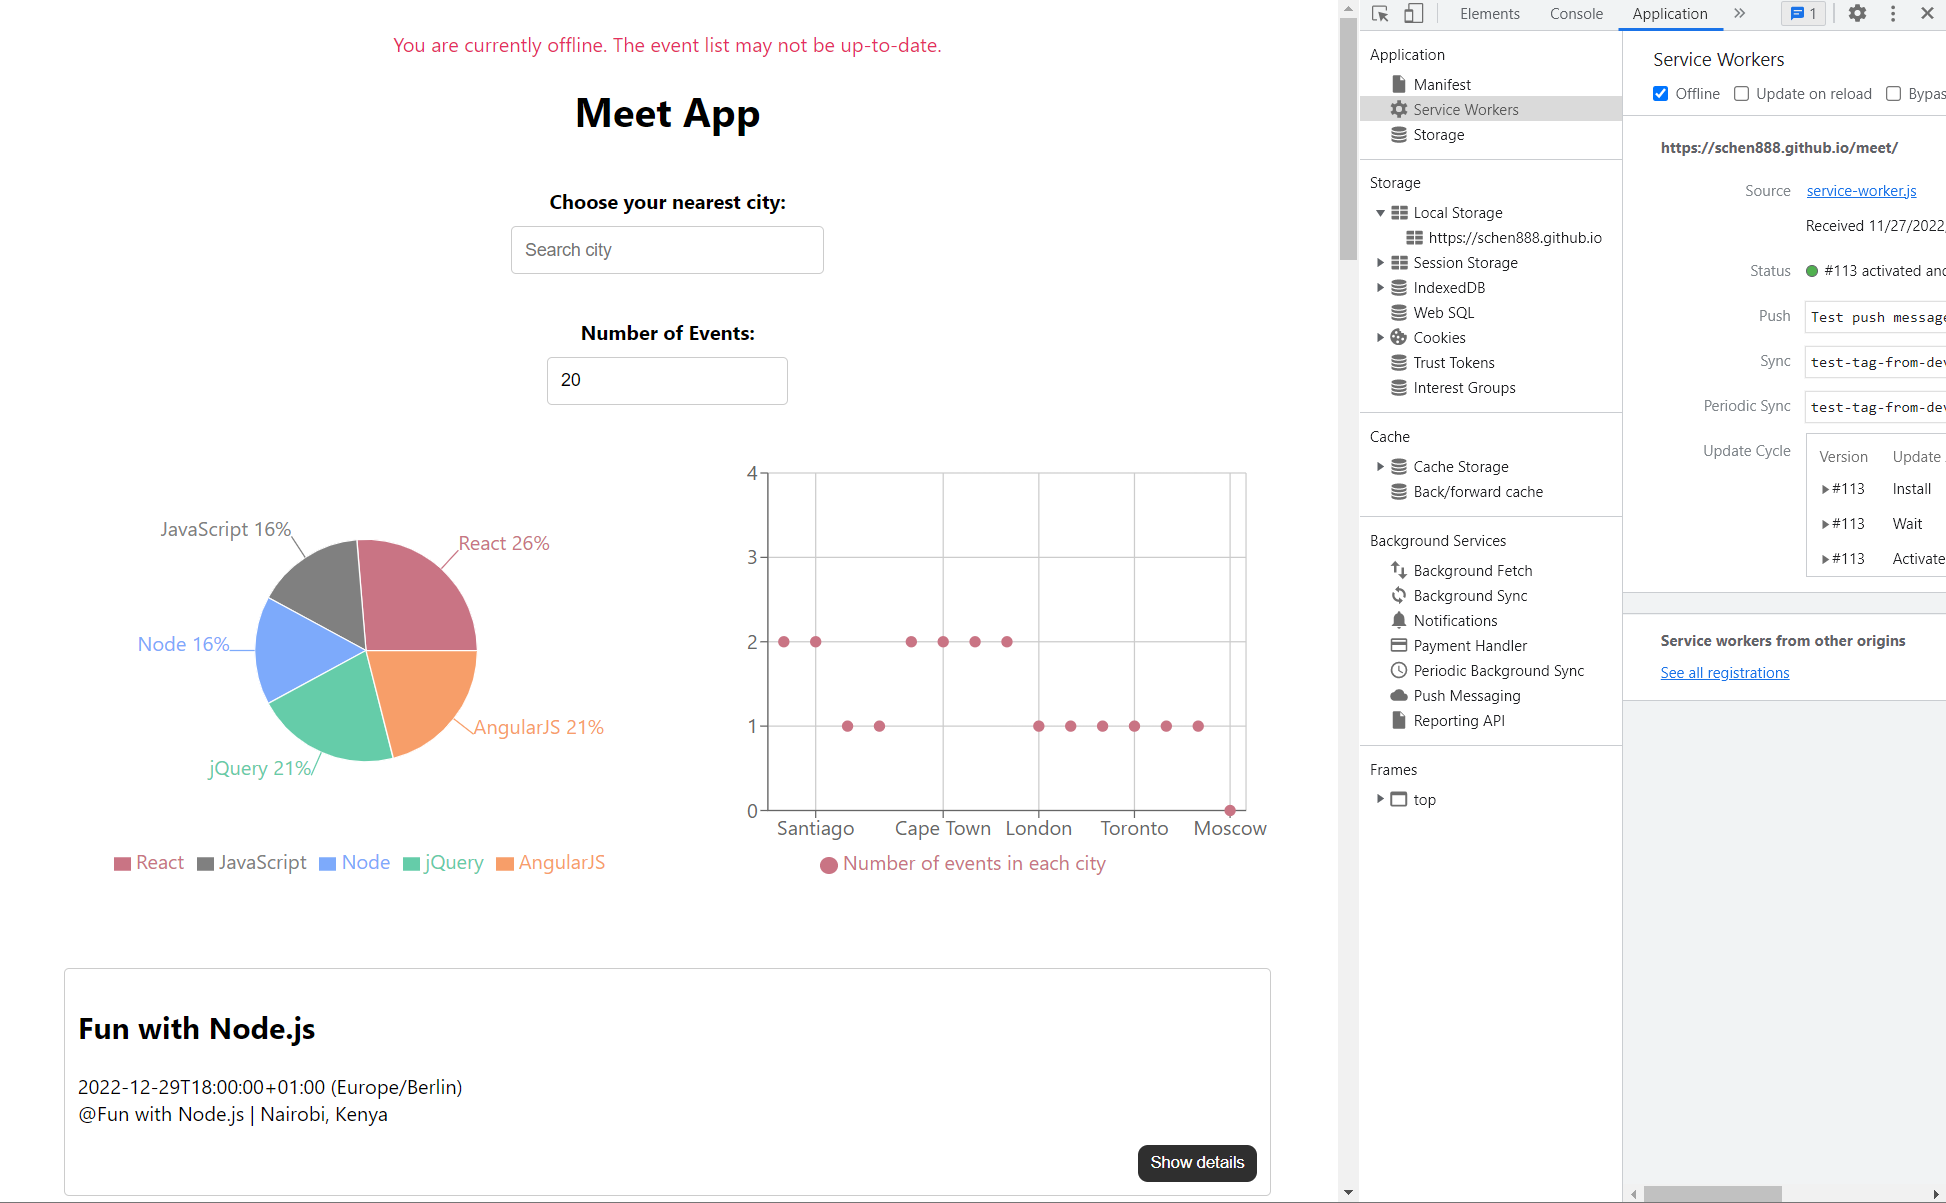 You are currently offline. The event list may not be up-to-date.
Meet App
Choose your nearest city:
Search city
Number of Events:
20
JavaScript 16%
React 26%
Node 16%
AngularJS 21%
jQuery 21%
React JavaScript Node jQuery AngularJS
4
3
2
1
0
Santiago Cape Town London Toronto Moscow
Number of events in each city
Fun with Node.js
2022-12-29T18:00:00+01:00 (Europe/Berlin)
@Fun with Node.js | Nairobi, Kenya
Show details
Elements Console Application 1
Application
Manifest
Service Workers
Storage
Storage
Local Storage
https://schen888.github.io
Session Storage
IndexedDB
Web SQL
Cookies
Trust Tokens
Interest Groups
Cache
Cache Storage
Back/forward cache
Background Services
Background Fetch
Background Sync
Notifications
Payment Handler
Periodic Background Sync
Push Messaging
Reporting API
Frames
top
Service Workers
Offline Update on reload Bypas
https://schen888.github.io/meet/
Source service-worker.js
Received 11/27/2022,
Status #113 activated and
Push Test push message
Sync test-tag-from-dev
Periodic Sync test-tag-from-dev
Update Cycle
Version Update
#113 Install
#113 Wait
#113 Activate
Service workers from other origins
See all registrations